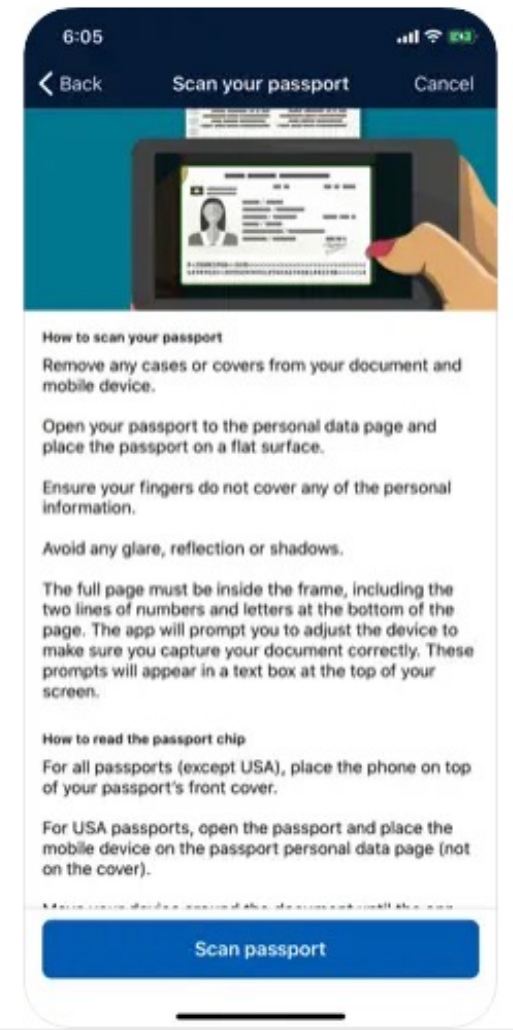 6:05
Back Scan your passport Cancel
How to scan your passport
Remove any cases or covers from your document and
mobile device.
Open your passport to the personal data page and
place the passport on a flat surface.
Ensure your fingers do not cover any of the personal
information.
Avoid any glare, reflection or shadows.
The full page must be inside the frame, including the
two lines of numbers and letters at the bottom of the
page. The app will prompt you to adjust the device to
make sure you capture your document correctly. These
prompts will appear in a text box at the top of your
screen.
How to read the passport chip
For all passports (except USA), place the phone on top
of your passport's front cover.
For USA passports, open the passport and place the
mobile device on the passport personal data page (not
on the cover).
Scan passport